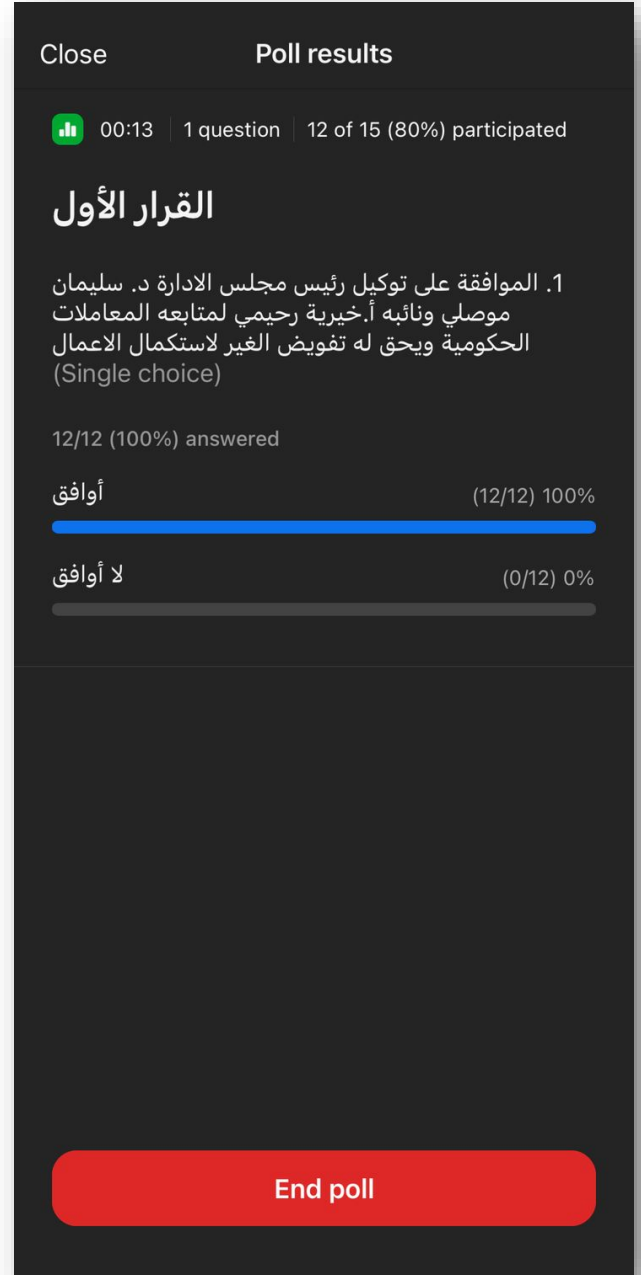 Close
Poll results
00:13
1 question
12 of 15 (80%) participated
القرار الأول
1. الموافقة على توكيل رئيس مجلس الادارة د. سليمان
موصلي ونائبه أ.خيرية رحيمي لمتابعه المعاملات
الحكومية ويحق له تفويض الغير لاستكمال الاعمال
(Single choice)
12/12 (100%) answered
أوافق
(12/12) 100%
لا أوافق
(0/12) 0%
End poll